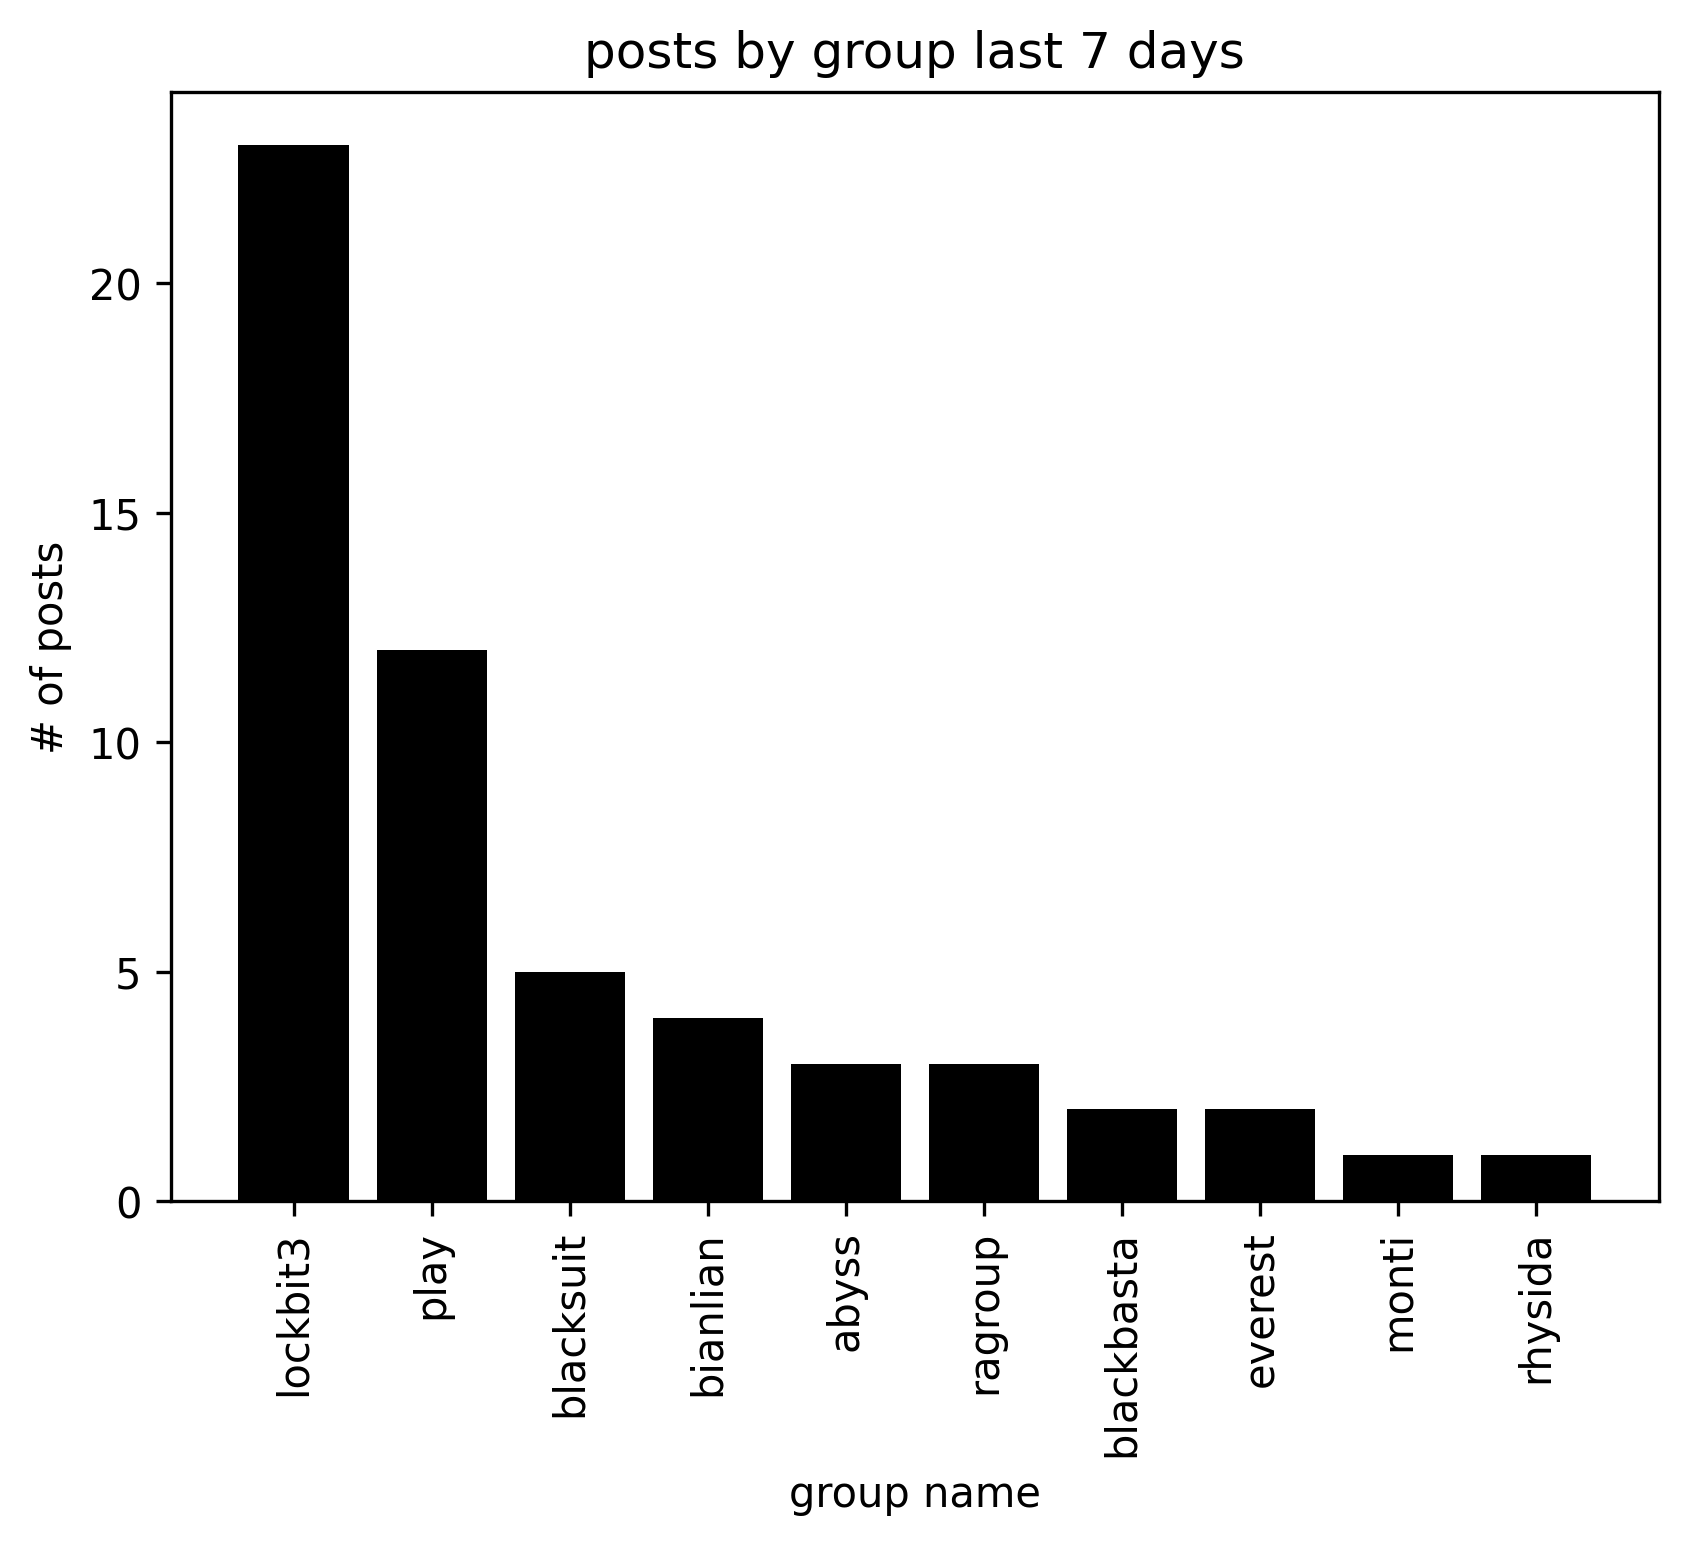 posts by group last 7 days
# of posts
20
15
10
5
0
lockbit3
play
blacksuit
bianlian
abyss
ragroup
blackbasta
everest
monti
rhysida
group name